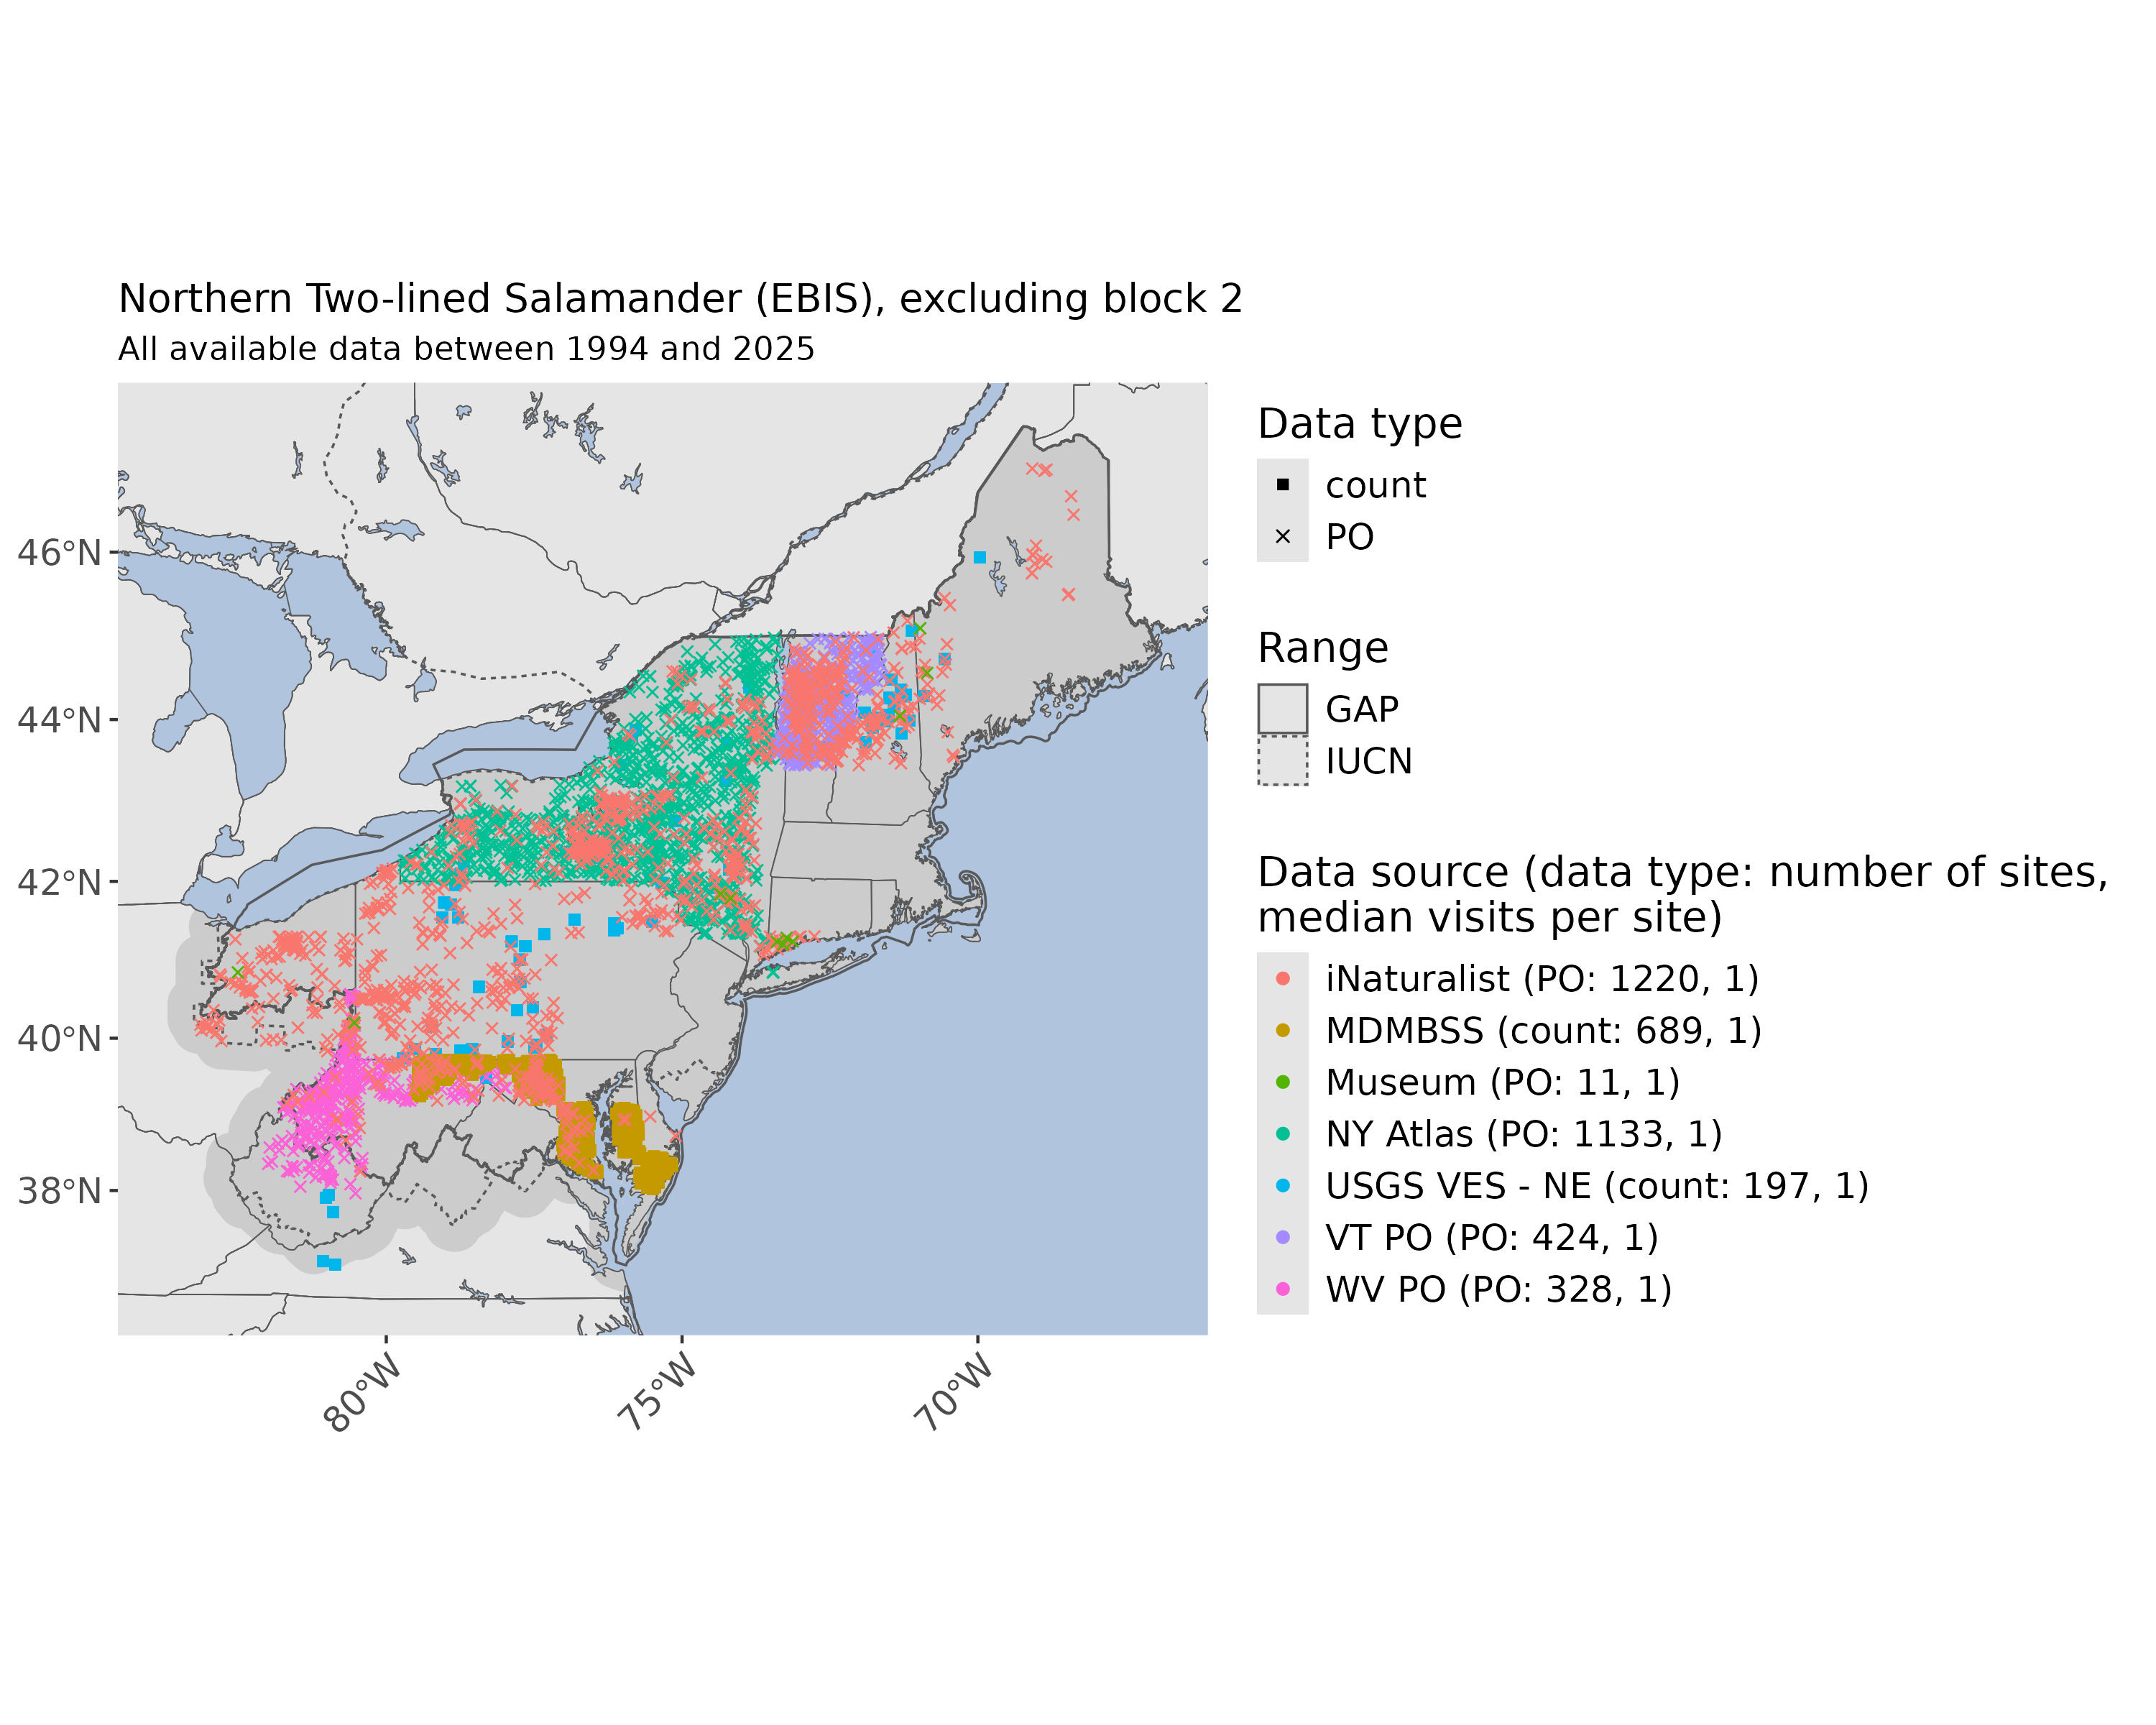 Northern Two-lined Salamander (EBIS), excluding block 2
All available data between 1994 and 2025
46°N
44°N
42°N
40°N
38°N
80°W
75°W
70°W
Data type
count
PO
Range
GAP
IUCN
Data source (data type: number of sites,
median visits per site)
iNaturalist (PO: 1220, 1)
MDMBSS (count: 689, 1)
Museum (PO: 11, 1)
NY Atlas (PO: 1133, 1)
USGS VES - NE (count: 197, 1)
VT PO (PO: 424, 1)
WV PO (PO: 328, 1)